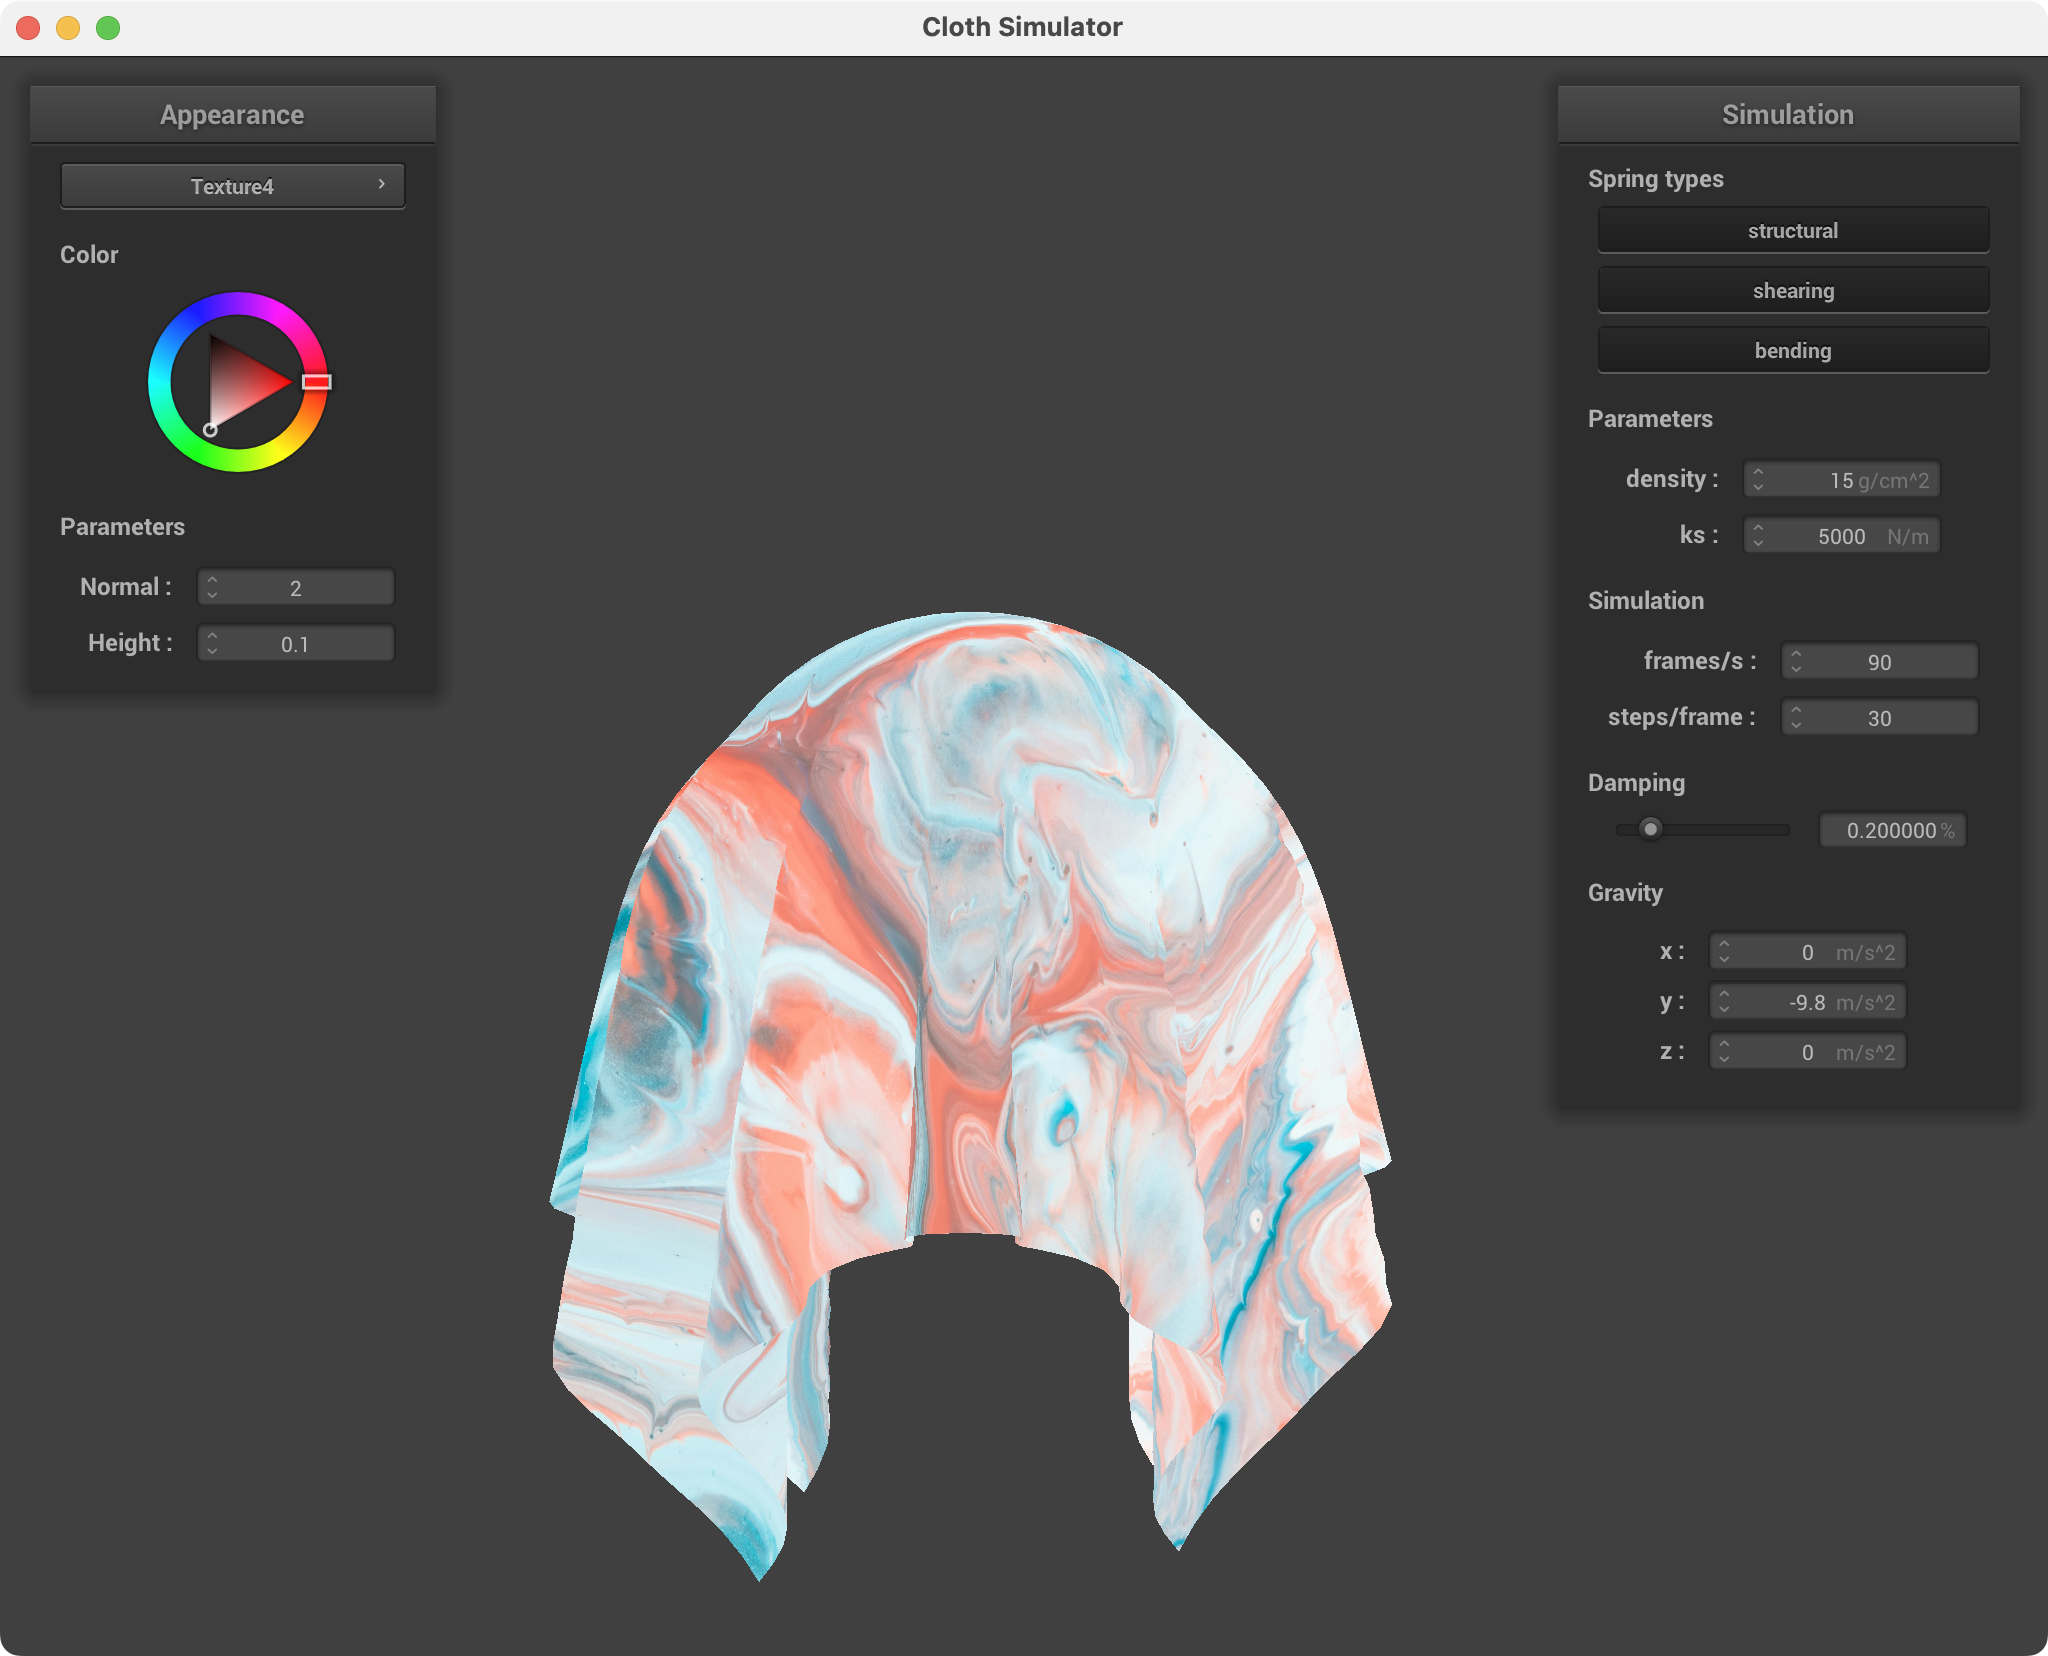 Cloth Simulator
Appearance
Texture4
Color
Parameters
Normal : 2
Height : 0.1
Simulation
Spring types
structural
shearing
bending
Parameters
density : 15 g/cm^2
ks : 5000 N/m
Simulation
frames/s : 90
steps/frame : 30
Damping
0.200000 %
Gravity
x : 0 m/s^2
y : -9.8 m/s^2
z : 0 m/s^2